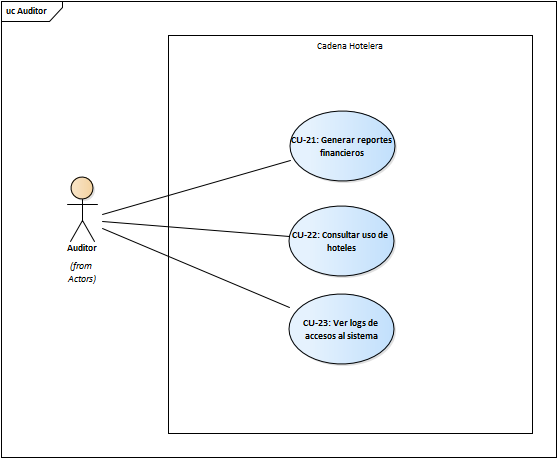 uc Auditor
Cadena Hotelera
CU-21: Generar reportes
financieros
CU-22: Consultar uso de
hoteles
CU-23: Ver logs de
accesos al sistema
Auditor
(from
Actors)